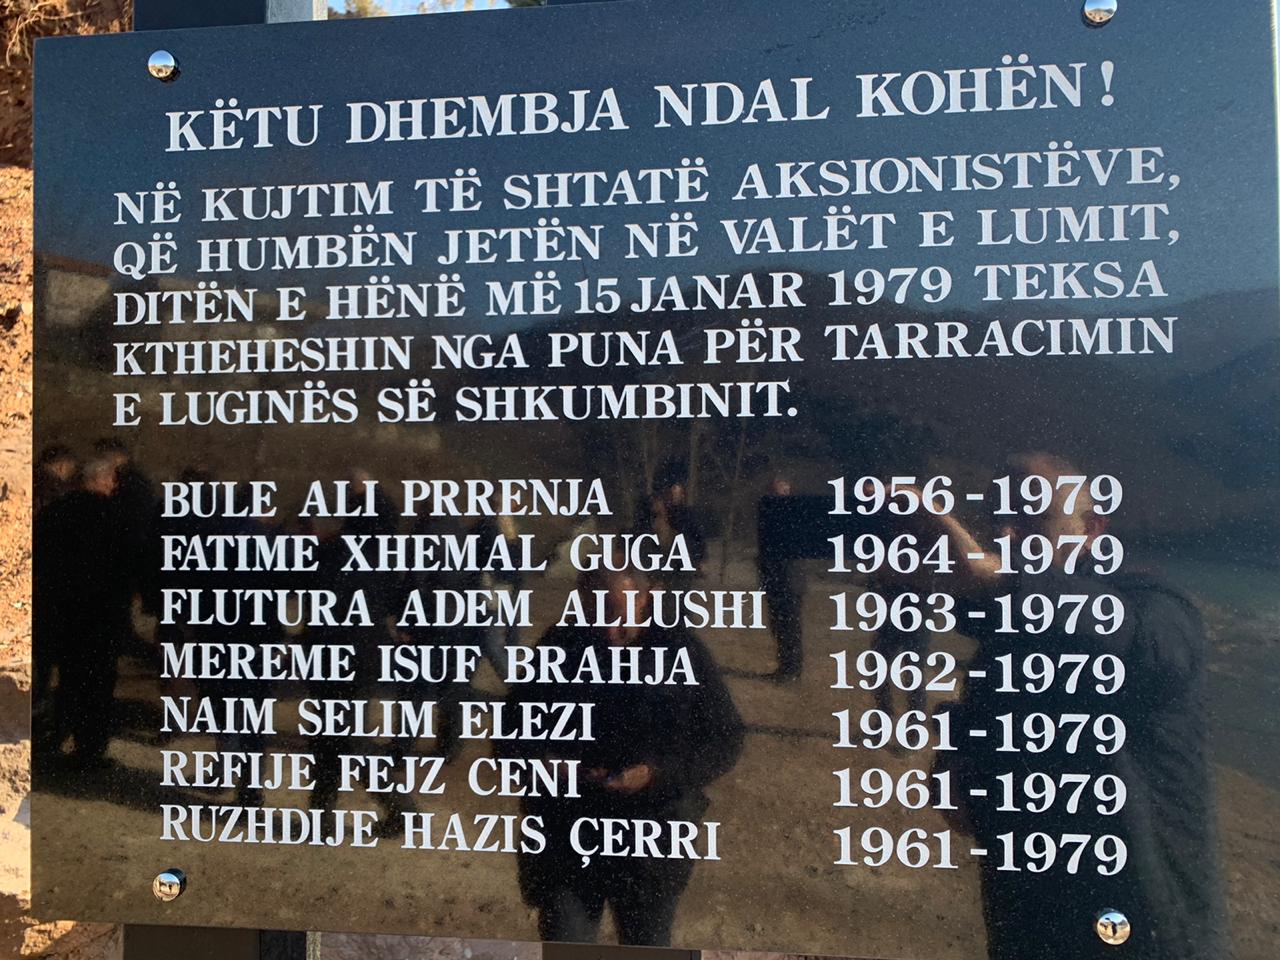 KËTU DHEMBJA NDAL KOHËN!
NË KUJTIM TË SHTATË AKSIONISTËVE,
QË HUMBËN JETËN NË VALËT E LUMIT,
DITËN E HËNË MË 15 JANAR 1979 TEKSA
KTHEHESHIN NGA PUNA PËR TARRACIMIN
E LUGINËS SË SHKUMBINIT.
BULE ALI PRRENJA 1956-1979
FATIME XHEMAL GUGA 1964-1979
FLUTURA ADEM ALLUSHI 1963-1979
MEREME ISUF BRAHJA 1962-1979
NAIM SELIM ELEZI 1961-1979
REFIJE FEJZ CENI 1961-1979
RUZHDIJE HAZIS ÇERRI 1961-1979